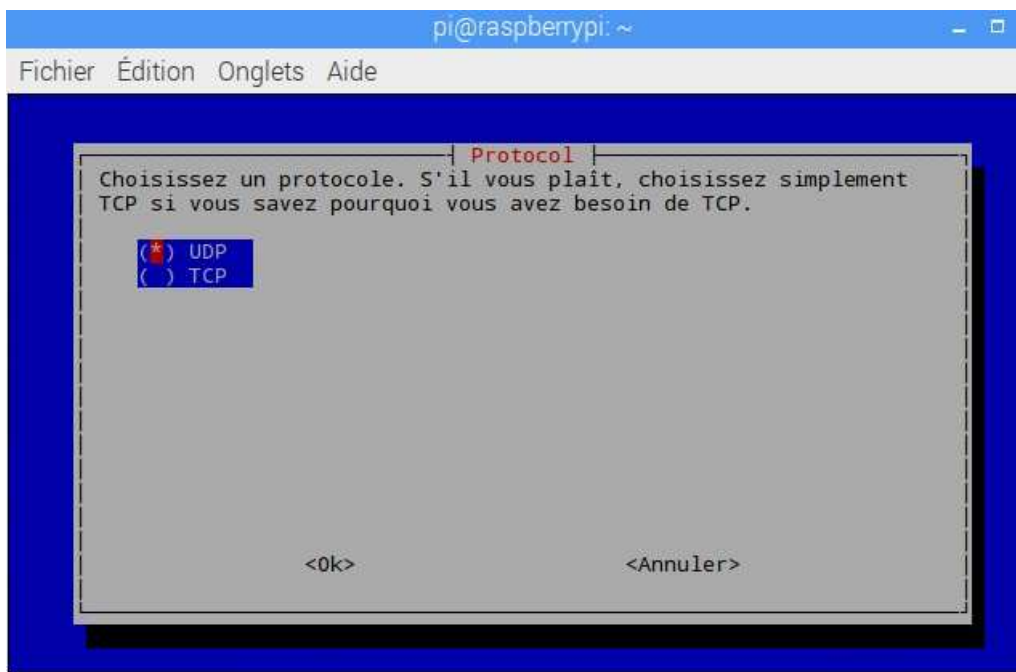 pi@raspberrypi: ~
Fichier Édition Onglets Aide
Protocol
Choisissez un protocole. S'il vous plaît, choisissez simplement
TCP si vous savez pourquoi vous avez besoin de TCP.
(*) UDP
( ) TCP
<Ok> <Annuler>